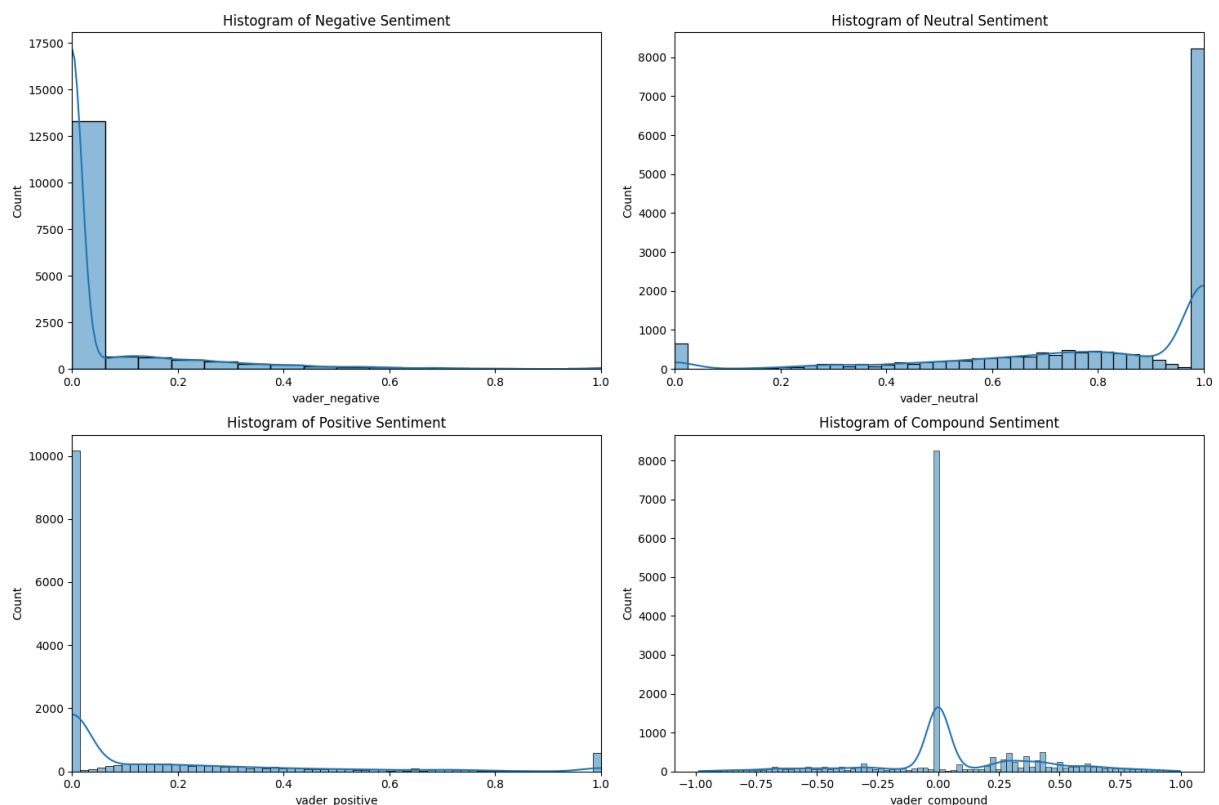 Histogram of Negative Sentiment
17500
15000
12500
10000
7500
5000
2500
0
Count
0.0 0.2 0.4 0.6 0.8 1.0
vader_negative
Histogram of Neutral Sentiment
8000
7000
6000
5000
4000
3000
2000
1000
0
Count
0.0 0.2 0.4 0.6 0.8 1.0
vader_neutral
Histogram of Positive Sentiment
10000
8000
6000
4000
2000
0
Count
0.0 0.2 0.4 0.6 0.8 1.0
vader_positive
Histogram of Compound Sentiment
8000
7000
6000
5000
4000
3000
2000
1000
0
Count
−1.00 −0.75 −0.50 −0.25 0.00 0.25 0.50 0.75 1.00
vader_compound